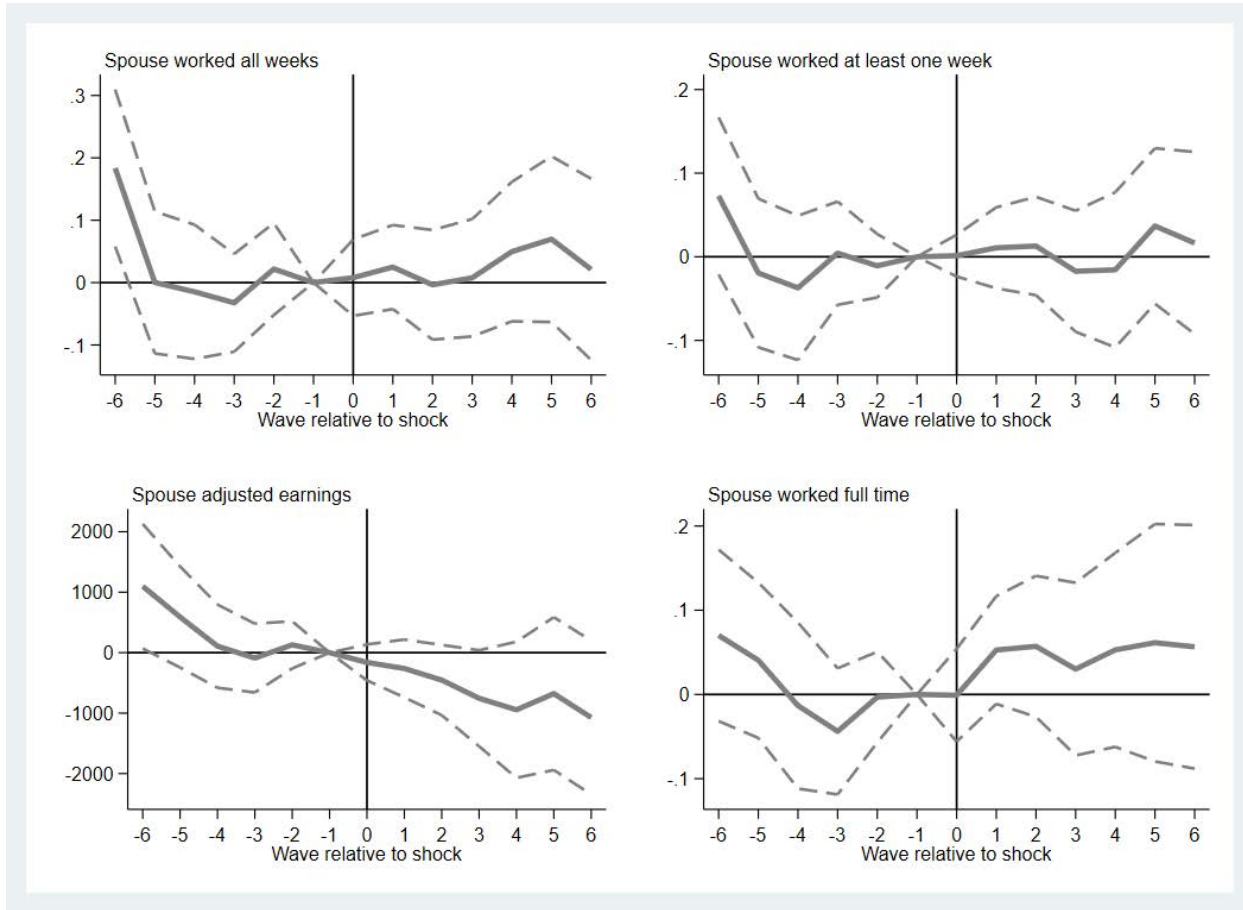 Spouse worked all weeks
.3
.2
.1
0
-.1
-6 -5 -4 -3 -2 -1 0 1 2 3 4 5 6
Wave relative to shock
Spouse worked at least one week
.2
.1
0
-.1
-6 -5 -4 -3 -2 -1 0 1 2 3 4 5 6
Wave relative to shock
Spouse adjusted earnings
2000
1000
0
-1000
-2000
-6 -5 -4 -3 -2 -1 0 1 2 3 4 5 6
Wave relative to shock
Spouse worked full time
.2
.1
0
-.1
-6 -5 -4 -3 -2 -1 0 1 2 3 4 5 6
Wave relative to shock